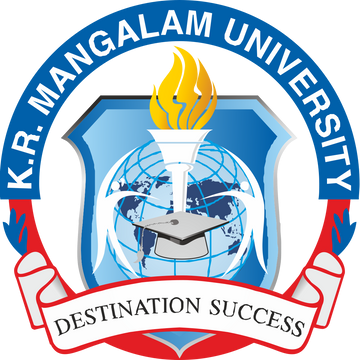 K.R. MANGALAM UNIVERSITY
DESTINATION SUCCESS